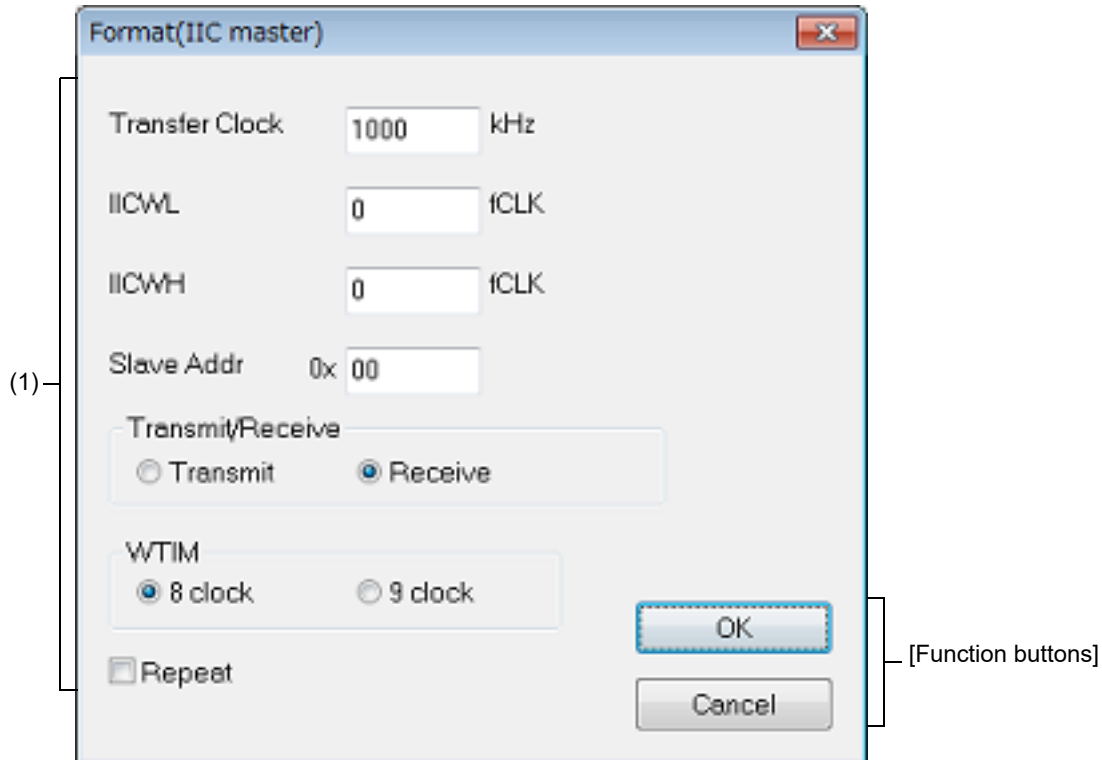 Format(IIC master)
Transfer Clock 1000 kHz
IICWL 0 fCLK
IICWH 0 fCLK
Slave Addr 0x 00
(1)
Transmit/Receive
Transmit Receive
WTIM
8 clock 9 clock
OK
[Function buttons]
Repeat
Cancel